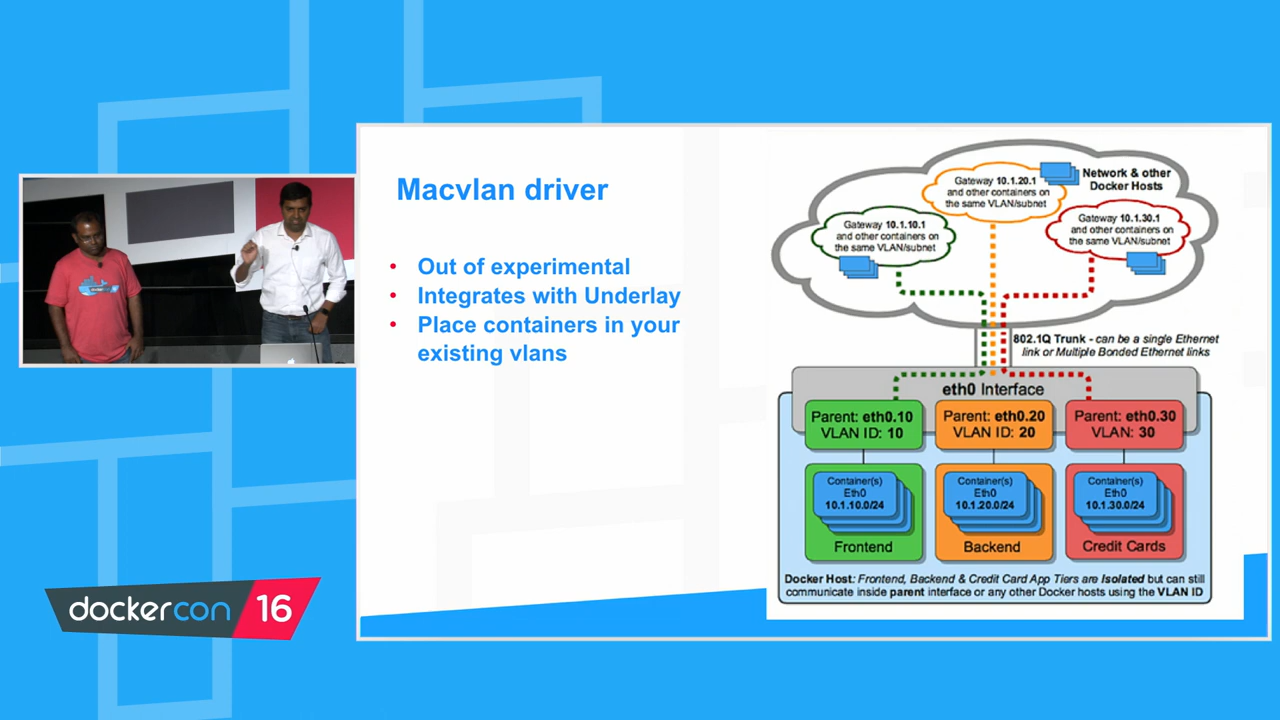 Macvlan driver
• Out of experimental
• Integrates with Underlay
• Place containers in your
existing vlans
Network & other
Docker Hosts
Gateway 10.1.20.1
and other containers on
the same VLAN/subnet
Gateway 10.1.10.1
and other containers on
the same VLAN/subnet
Gateway 10.1.30.1
and other containers on
the same VLAN/subnet
802.1Q Trunk - can be a single Ethernet
link or Multiple Bonded Ethernet links
eth0 Interface
Parent: eth0.10
VLAN ID: 10
Parent: eth0.20
VLAN ID: 20
Parent: eth0.30
VLAN: 30
Container(s)
Eth0
10.1.10.0/24
Container(s)
Eth0
10.1.20.0/24
Container(s)
Eth0
10.1.30.0/24
Frontend
Backend
Credit Cards
Docker Host: Frontend, Backend & Credit Card App Tiers are Isolated but can still
communicate inside parent interface or any other Docker hosts using the VLAN ID
dockercon 16